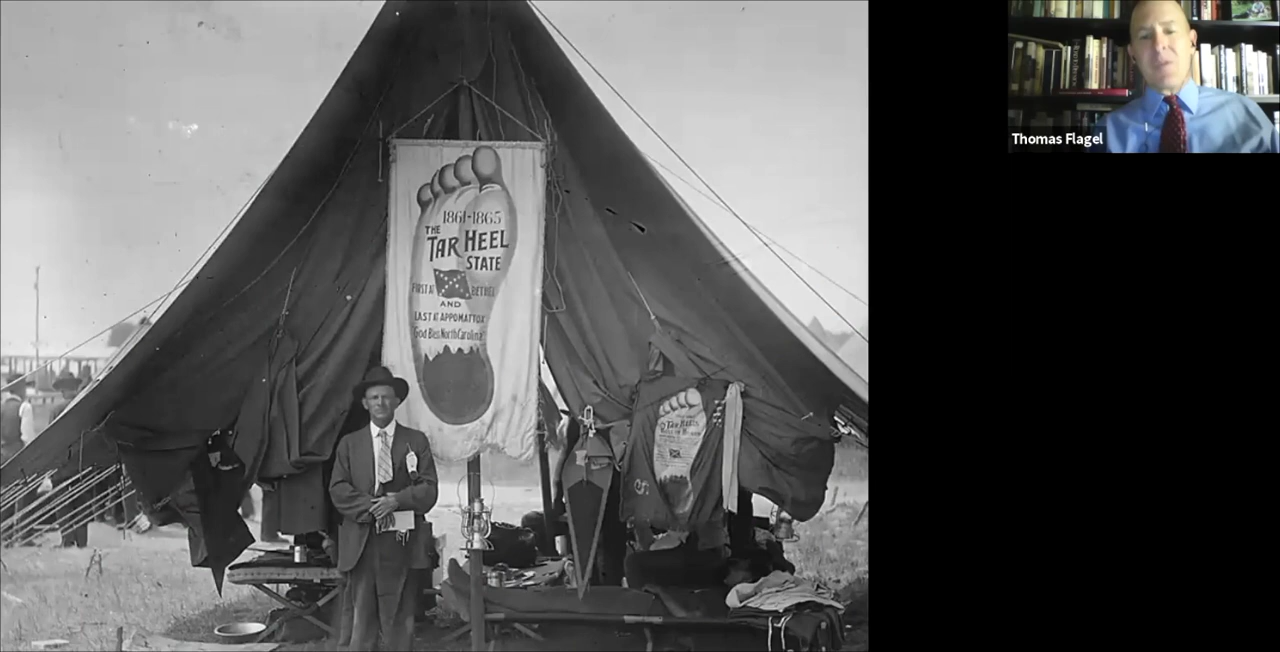 1861-1865
THE
TAR HEEL
STATE
FIRST AT BETHEL
AND
LAST AT APPOMATTOX
"God Bless North Carolina"
TAR HEELS
Thomas Flagel